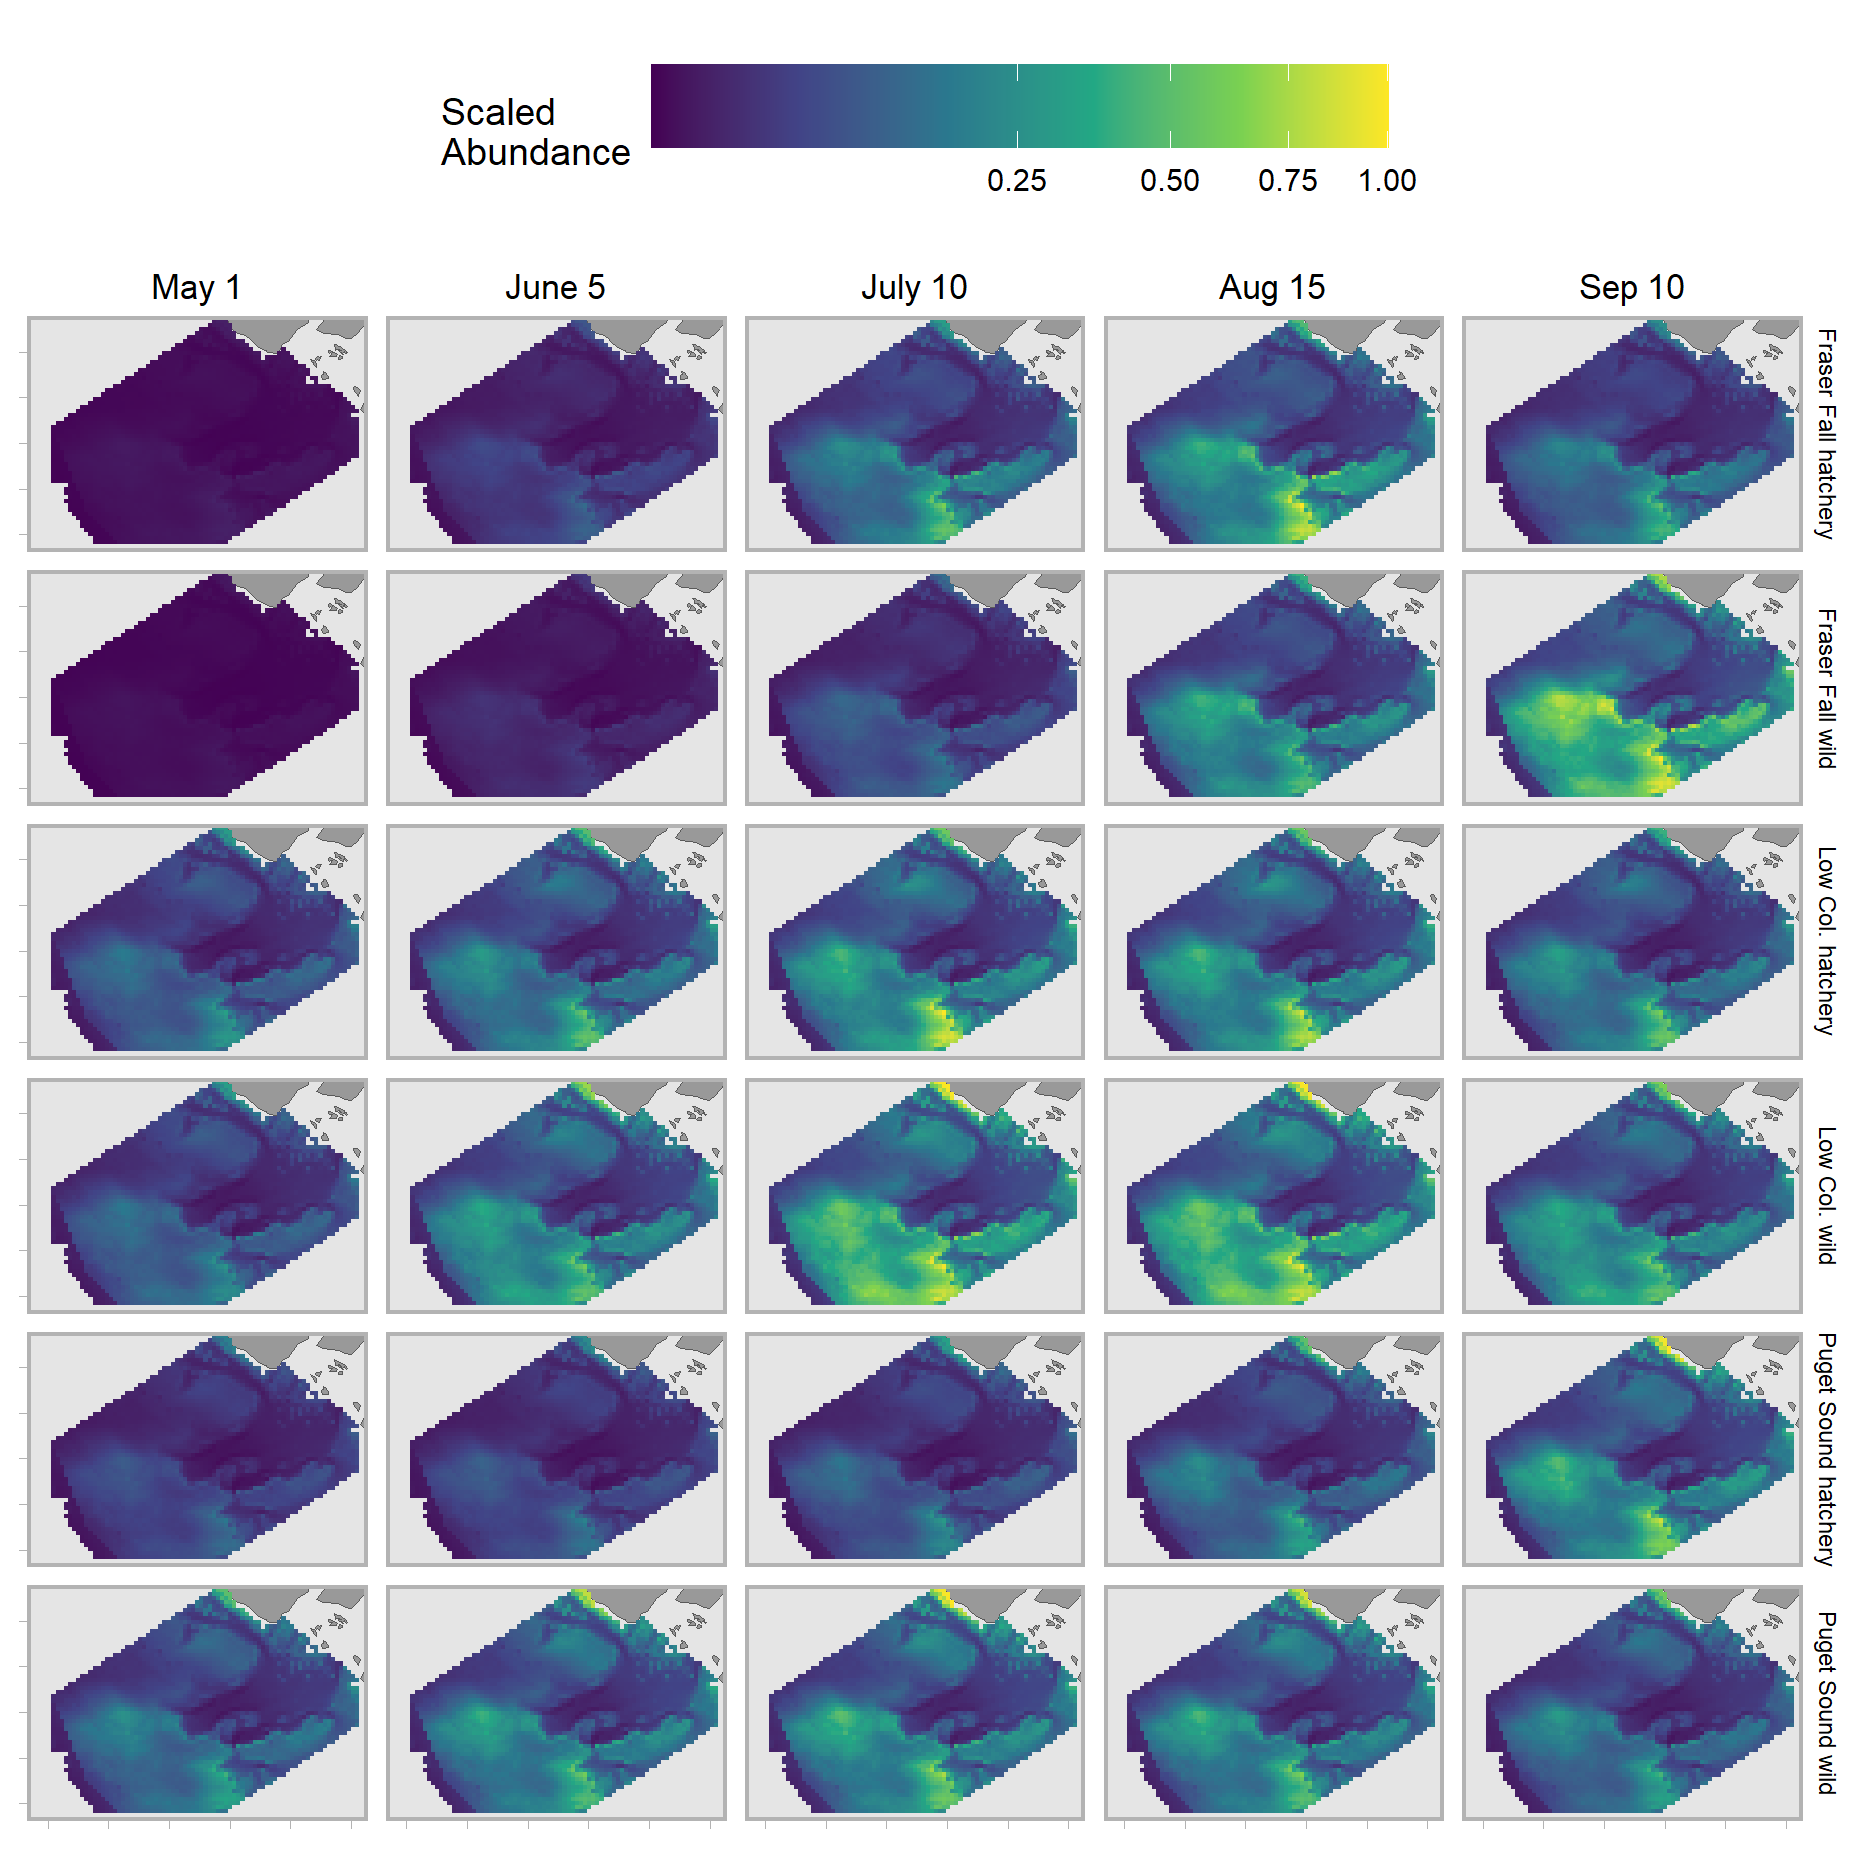 Scaled
Abundance
0.25 0.50 0.75 1.00
May 1 June 5 July 10 Aug 15 Sep 10
Fraser Fall hatchery
Fraser Fall wild
Low Col. hatchery
Low Col. wild
Puget Sound hatchery
Puget Sound wild